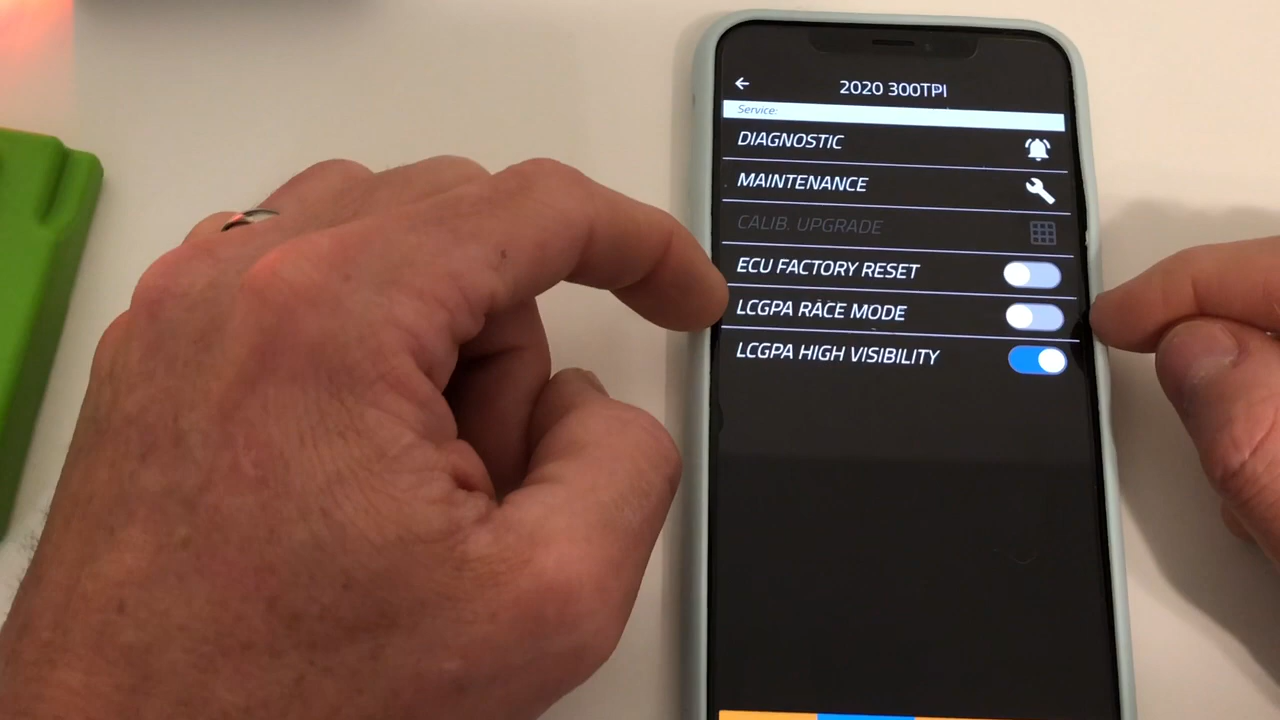 2020 300TPI
Service:
DIAGNOSTIC
MAINTENANCE
CALIB. UPGRADE
ECU FACTORY RESET
LCGPA RACE MODE
LCGPA HIGH VISIBILITY